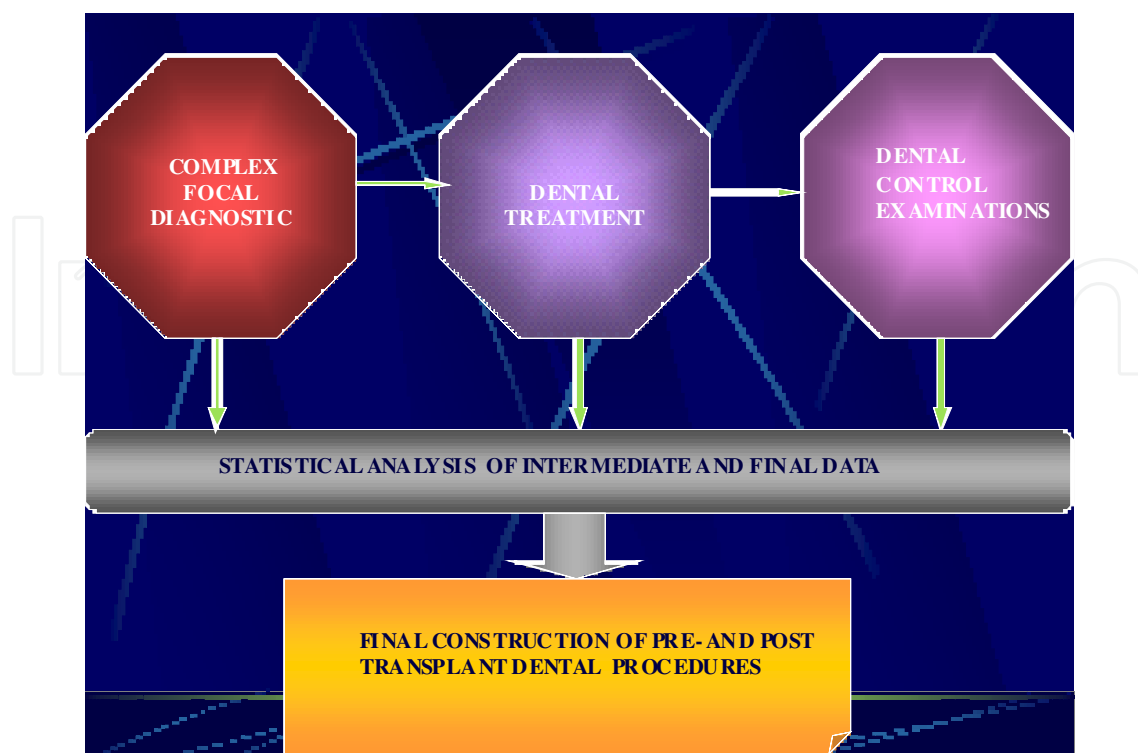 COMPLEX
FOCAL
DIAGNOSTIC
DENTAL
TREATMENT
DENTAL
CONTROL
EXAMINATIONS
STATISTICAL ANALYSIS OF INTERMEDIATE AND FINAL DATA
FINAL CONSTRUCTION OF PRE- AND POST
TRANSPLANT DENTAL PROCEDURES